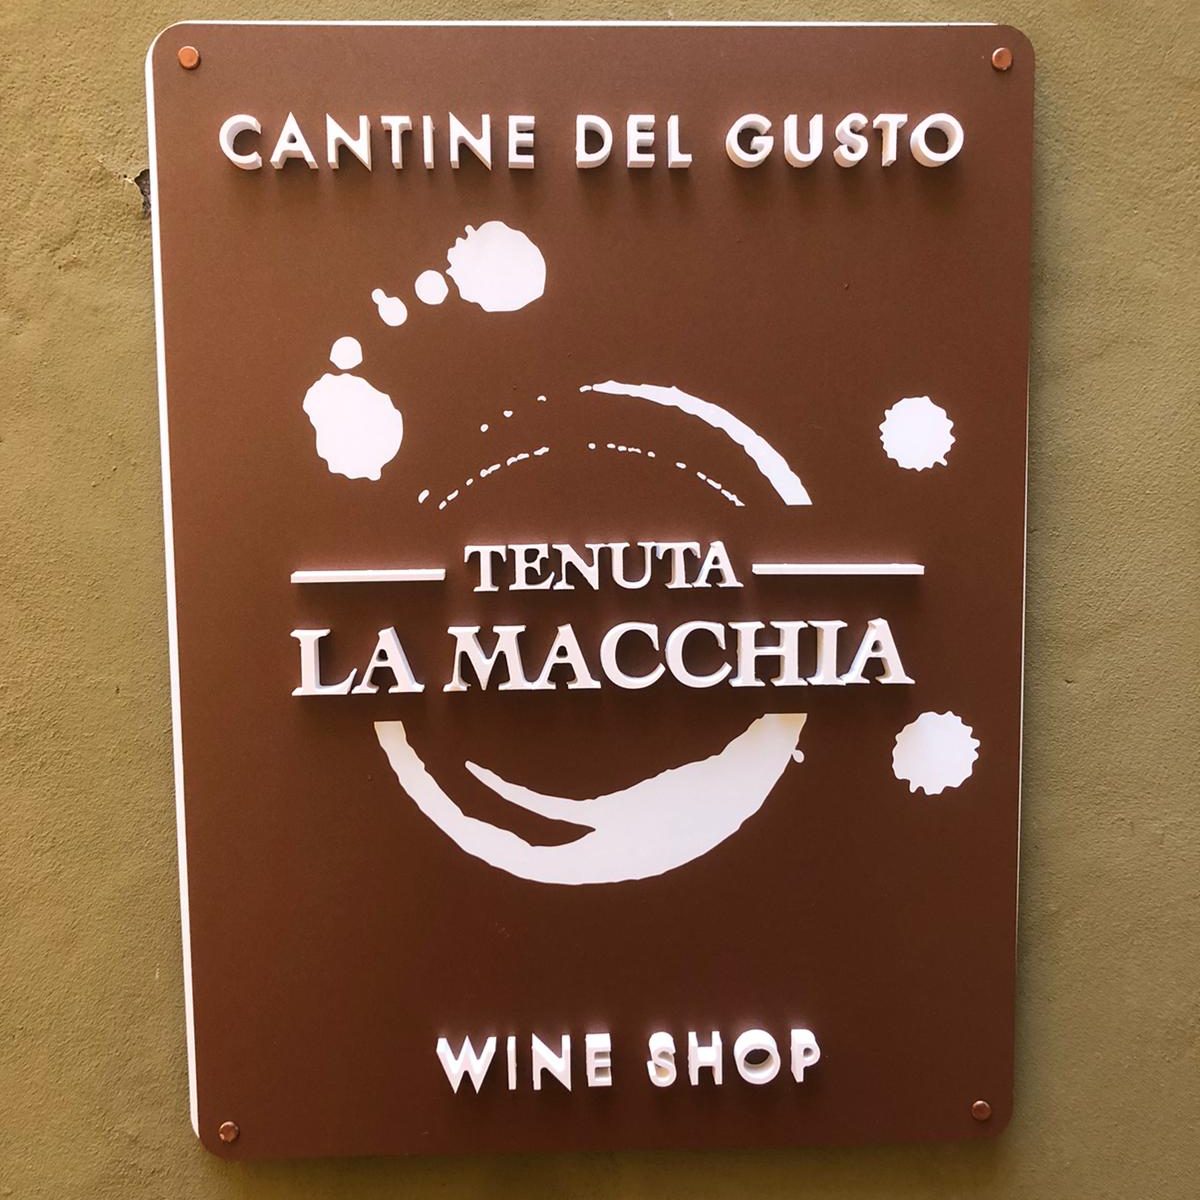 CANTINE DEL GUSTO
TENUTA
LA MACCHIA
WINE SHOP